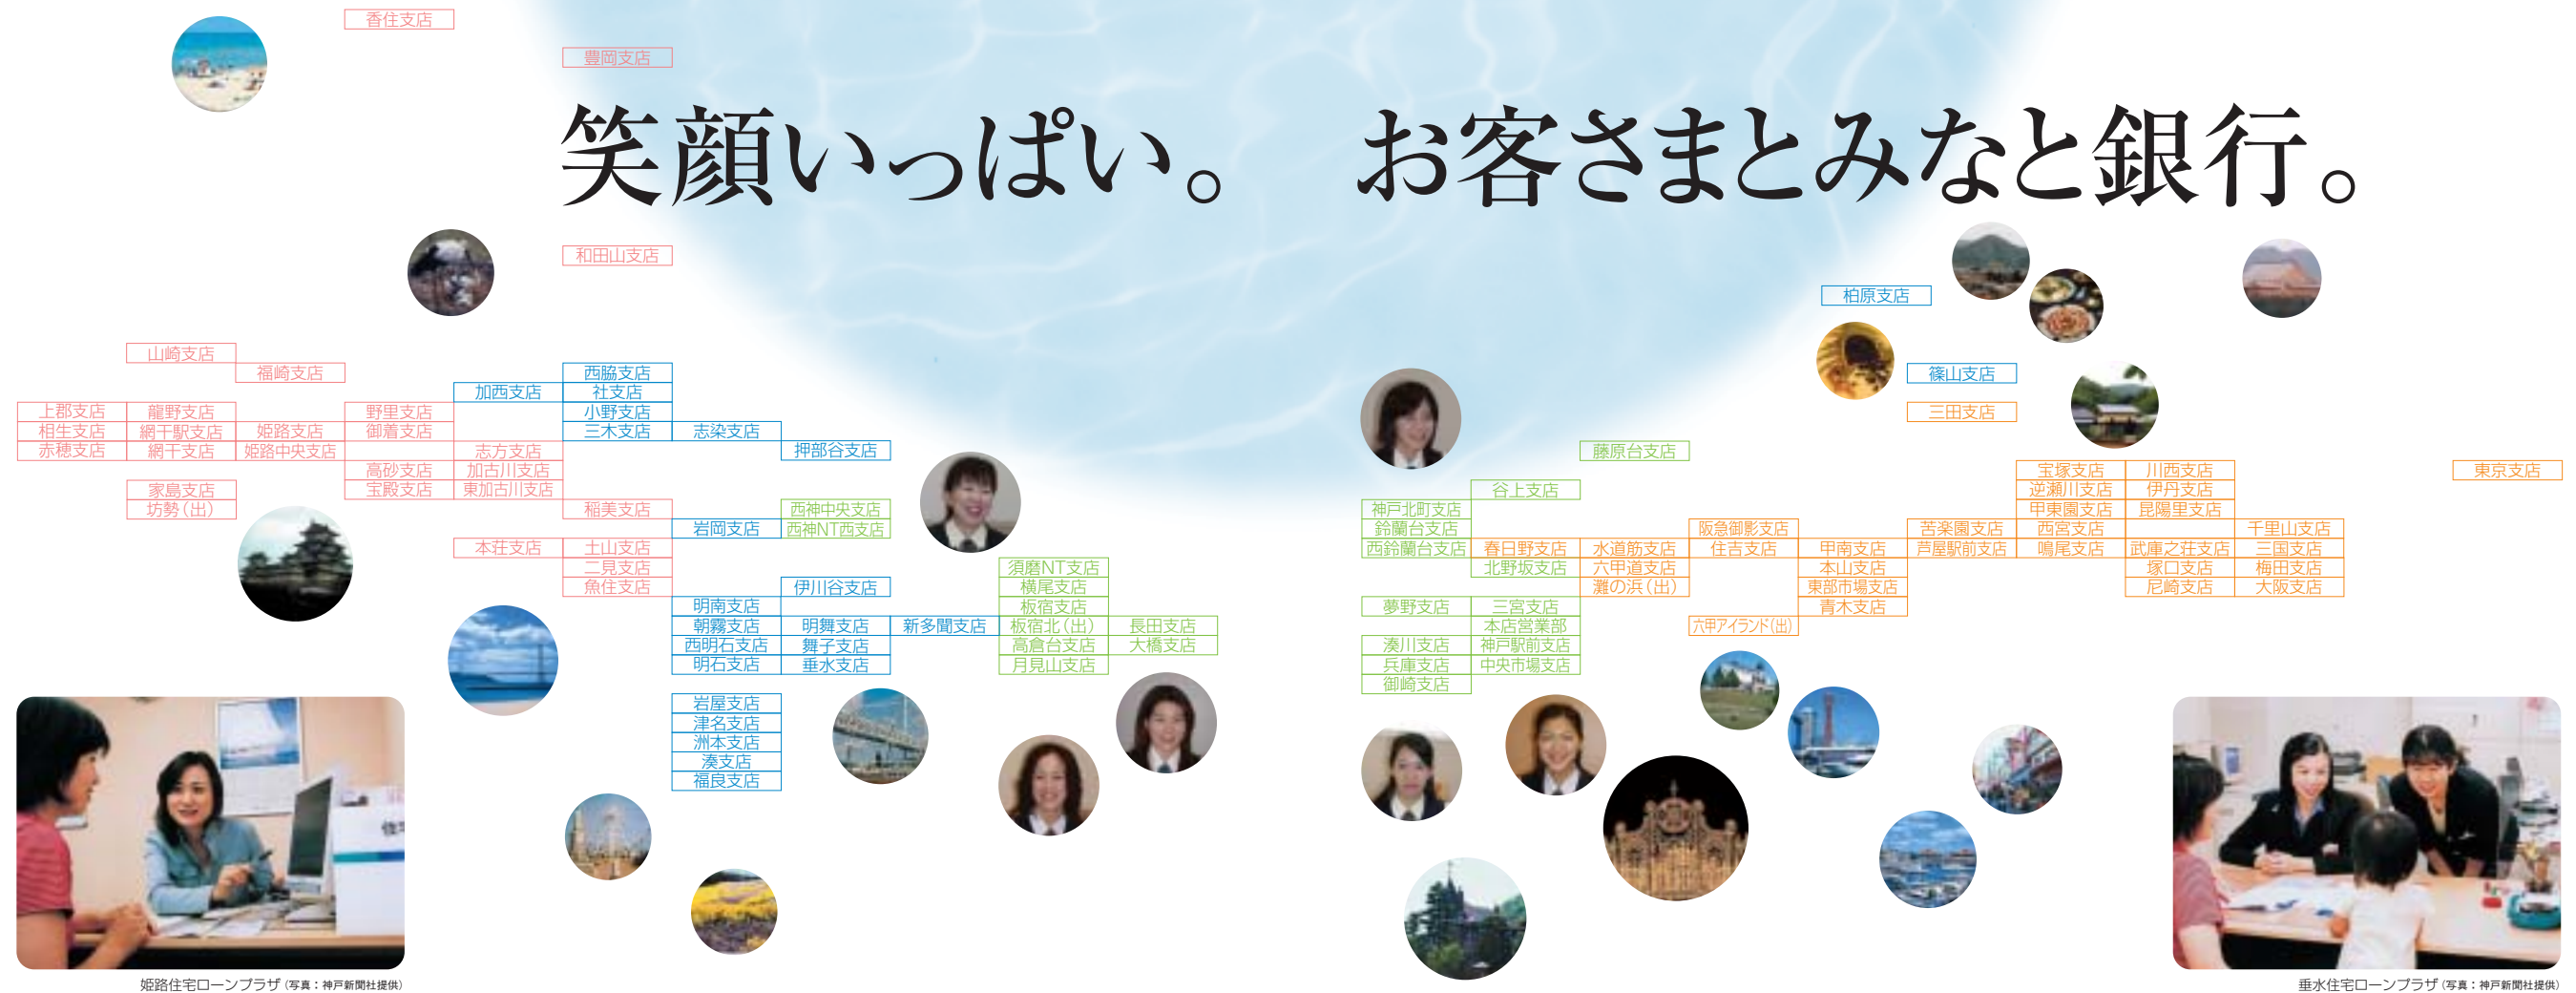 香住支店
豊岡支店
笑顔いっぱい。 お客さまとみなと銀行。
和田山支店
柏原支店
山崎支店
福崎支店
西脇支店
加西支店
社支店
上郡支店
龍野支店
野里支店
小野支店
相生支店
網干駅支店
姫路支店
御着支店
三木支店
志染支店
赤穂支店
網干支店
姫路中央支店
志方支店
押部谷支店
高砂支店
加古川支店
家島支店
宝殿支店
東加古川支店
坊勢(出)
稲美支店
西神中央支店
岩岡支店
西神NT西支店
本荘支店
土山支店
二見支店
魚住支店
伊川谷支店
須磨NT支店
横尾支店
明南支店
板宿支店
朝霧支店
明舞支店
新多聞支店
板宿北(出)
長田支店
西明石支店
舞子支店
高倉台支店
大橋支店
明石支店
垂水支店
月見山支店
岩屋支店
津名支店
洲本支店
湊支店
福良支店
篠山支店
三田支店
藤原台支店
宝塚支店
川西支店
東京支店
谷上支店
逆瀬川支店
伊丹支店
神戸北町支店
甲東園支店
昆陽里支店
鈴蘭台支店
阪急御影支店
苦楽園支店
西宮支店
千里山支店
西鈴蘭台支店
春日野支店
水道筋支店
住吉支店
甲南支店
芦屋駅前支店
鳴尾支店
武庫之荘支店
三国支店
北野坂支店
六甲道支店
本山支店
塚口支店
梅田支店
灘の浜(出)
東部市場支店
尼崎支店
大阪支店
夢野支店
三宮支店
青木支店
本店営業部
六甲アイランド(出)
湊川支店
神戸駅前支店
兵庫支店
中央市場支店
御崎支店
姫路住宅ローンプラザ(写真：神戸新聞社提供)
垂水住宅ローンプラザ(写真：神戸新聞社提供)